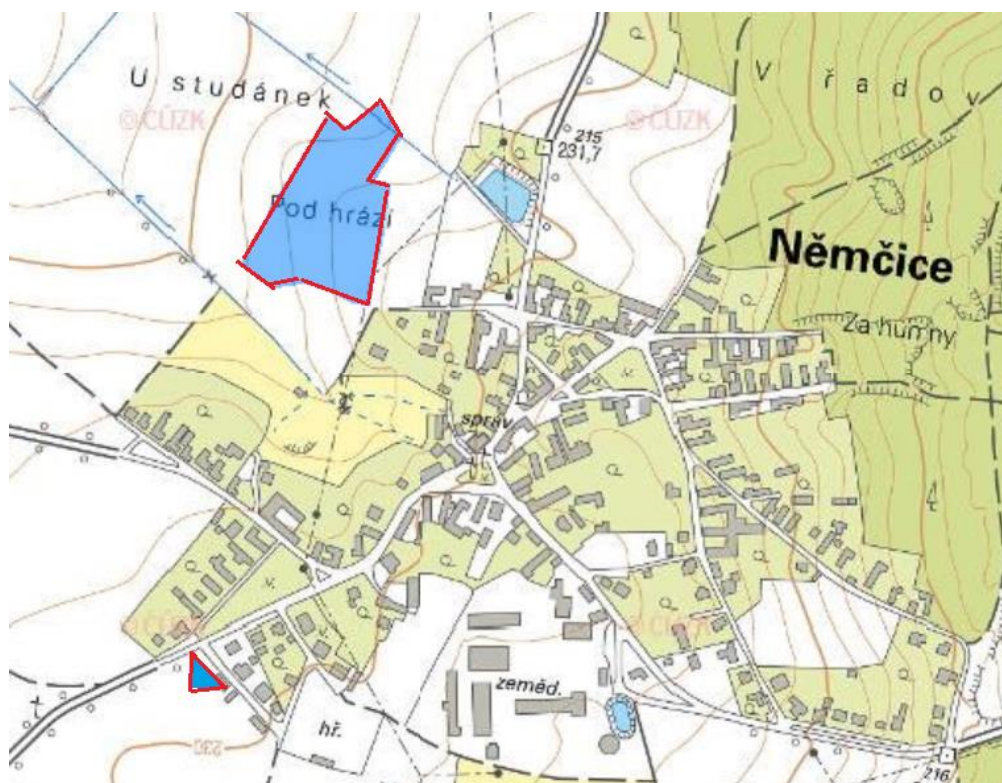 U studánek
V řadov
© ČÚZK
© ČÚZK
215
231,7
Pod hrází
Němčice
Za humny
správ
© ČÚZK
© ČÚZK
zeměd.
hř.
230
216